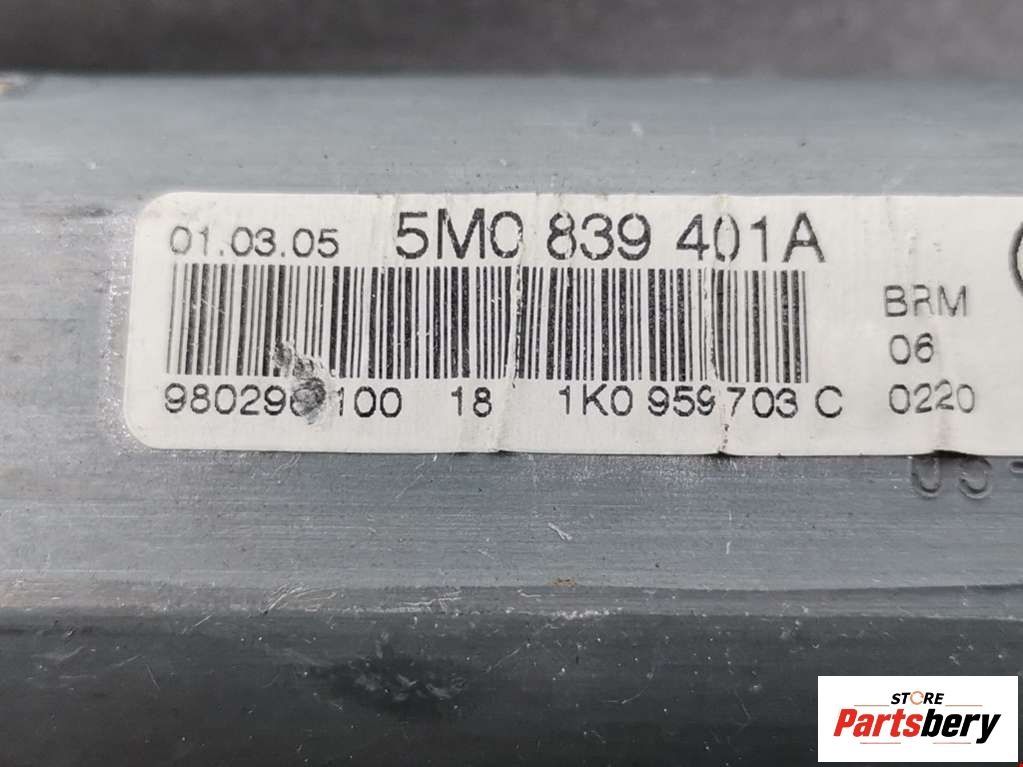 01.03.05 5M0 839 401A
BRM
06
18 1K0 959 703 C
0220
STORE
Partsbery